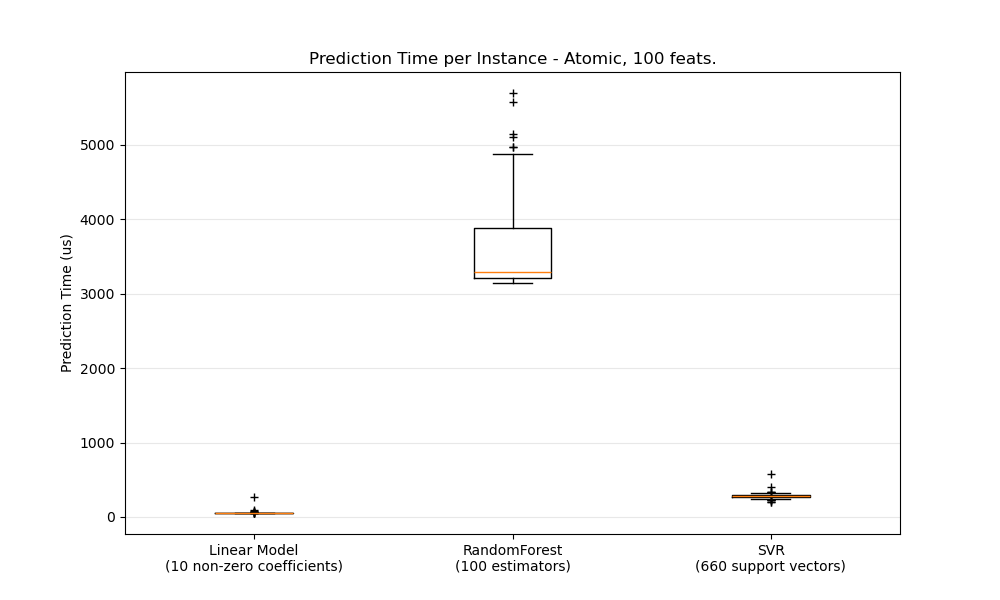 Prediction Time per Instance - Atomic, 100 feats.
Prediction Time (us)
5000
4000
3000
2000
1000
0
Linear Model
(10 non-zero coefficients)
RandomForest
(100 estimators)
SVR
(660 support vectors)